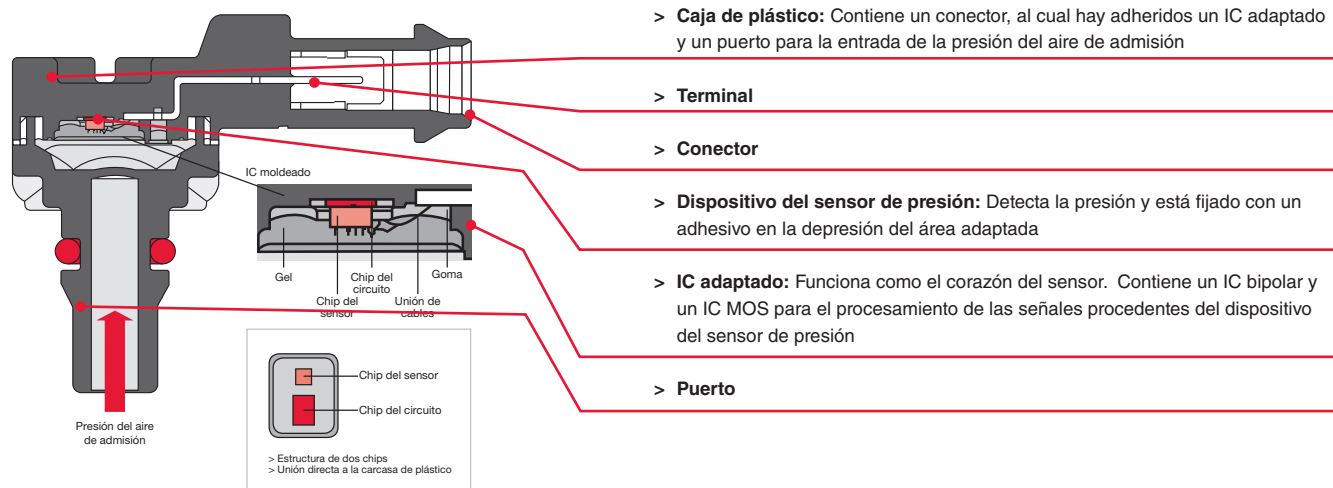 > Caja de plástico: Contiene un conector, al cual hay adheridos un IC adaptado
y un puerto para la entrada de la presión del aire de admisión
> Terminal
> Conector
> Dispositivo del sensor de presión: Detecta la presión y está fijado con un
adhesivo en la depresión del área adaptada
> IC adaptado: Funciona como el corazón del sensor. Contiene un IC bipolar y
un IC MOS para el procesamiento de las señales procedentes del dispositivo
del sensor de presión
> Puerto
IC moldeado
Gel
Chip del
sensor
Chip del
circuito
Unión de
cables
Goma
Chip del sensor
Chip del circuito
> Estructura de dos chips
> Unión directa a la carcasa de plástico
Presión del aire
de admisión